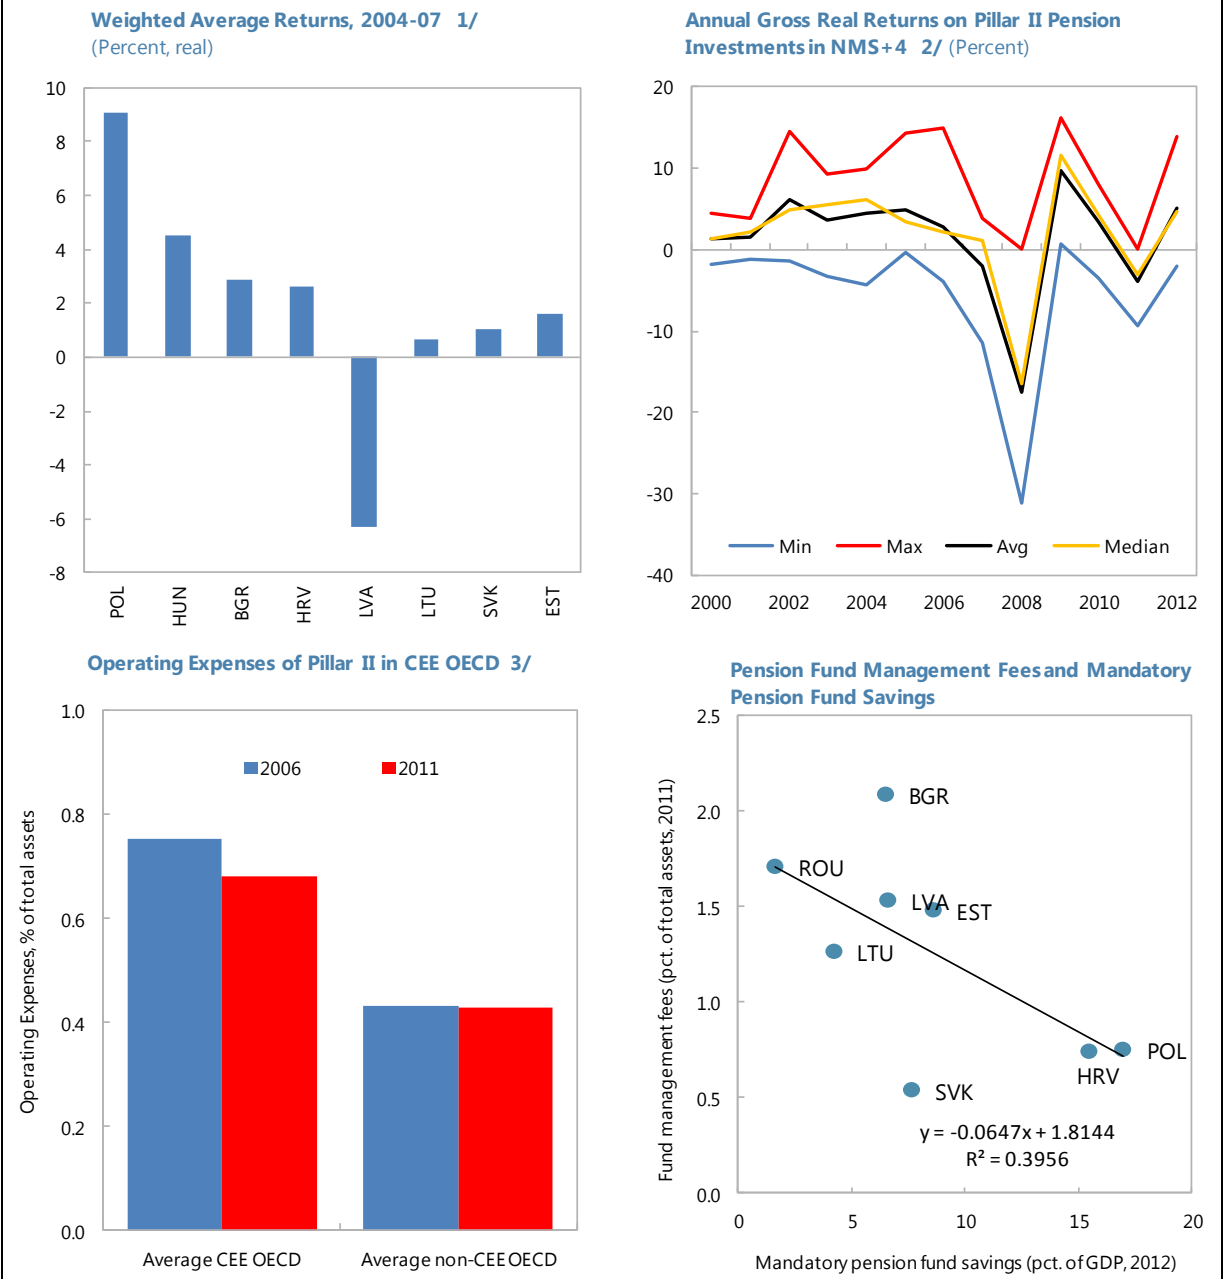 Weighted Average Returns, 2004-07 1/
(Percent, real)
10
8
6
4
2
0
-2
-4
-6
-8
POL
HUN
BGR
HRV
LVA
LTU
SVK
EST
Annual Gross Real Returns on Pillar II Pension
Investments in NMS+4 2/ (Percent)
20
10
0
-10
-20
-30
-40
Min Max Avg Median
2000 2002 2004 2006 2008 2010 2012
Operating Expenses of Pillar II in CEE OECD 3/
Operating Expenses, % of total assets
1.0
0.8
0.6
0.4
0.2
0.0
2006 2011
Average CEE OECD Average non-CEE OECD
Pension Fund Management Fees and Mandatory
Pension Fund Savings
Fund management fees (pct. of total assets, 2011)
2.5
2.0
1.5
1.0
0.5
0.0
BGR
ROU
LVA
EST
LTU
POL
HRV
SVK
y = -0.0647x + 1.8144
R² = 0.3956
0 5 10 15 20
Mandatory pension fund savings (pct. of GDP, 2012)